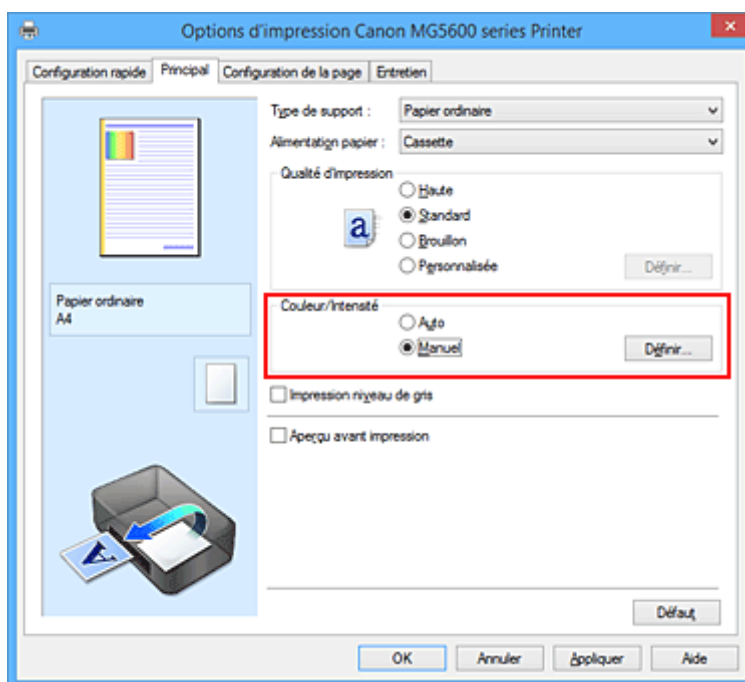 Options d'impression Canon MG5600 series Printer
Configuration rapide Principal Configuration de la page Entretien
Type de support : Papier ordinaire
Alimentation papier : Cassette
Qualité d'impression
Haute
a Standard
Brouillon
Personnalisée Définir...
Papier ordinaire
A4
Couleur/Intensité
Auto
Manuel Définir...
Impression niveau de gris
Aperçu avant impression
A
Défaut
OK Annuler Appliquer Aide